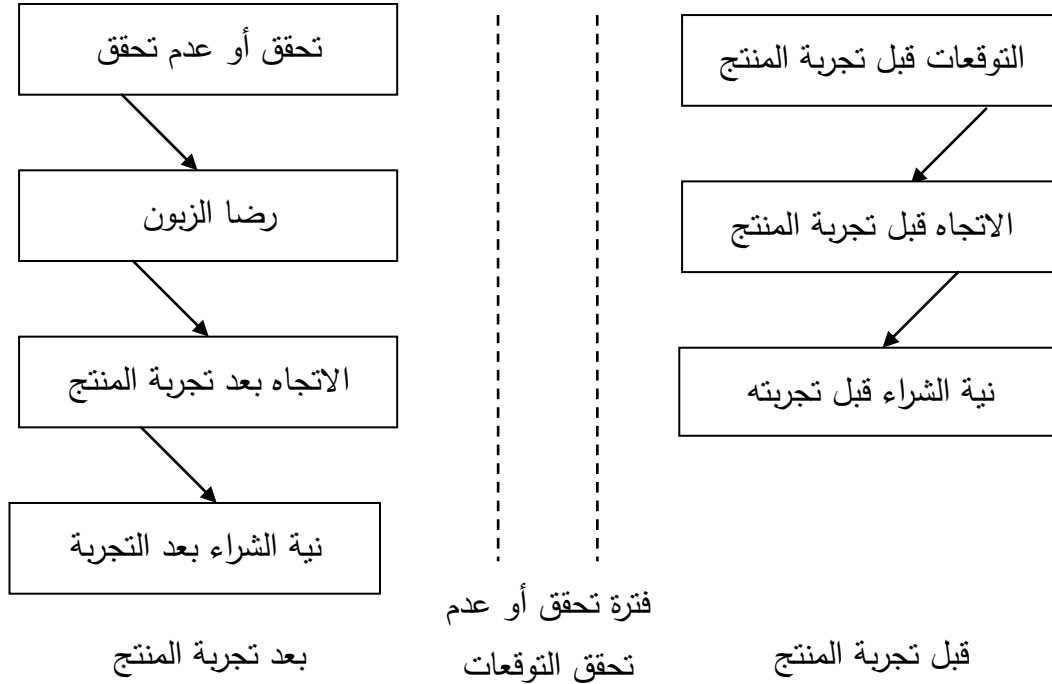 التوقعات قبل تجربة المنتج
الاتجاه قبل تجربة المنتج
نية الشراء قبل تجربته
قبل تجربة المنتج
فترة تحقق أو عدم
تحقق التوقعات
تحقق أو عدم تحقق
رضا الزبون
الاتجاه بعد تجربة المنتج
نية الشراء بعد التجربة
بعد تجربة المنتج